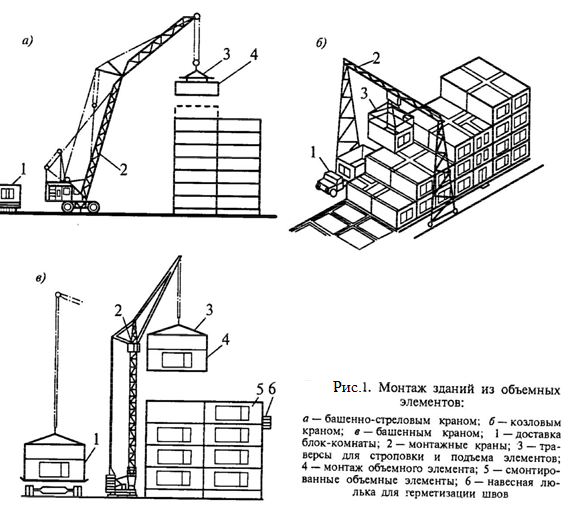 а)
3
4
1
2
б)
2
3
1
в)
2
3
4
1
5
6
Рис.1. Монтаж зданий из объемных
элементов:
а — башенно-стреловым краном; б — козловым
краном; в — башенным краном; 1 — доставка
блок-комнаты; 2 — монтажные краны; 3 — тра-
версы для строповки и подъема элементов;
4 — монтаж объемного элемента; 5 — смонтиро-
ванные объемные элементы; 6 — навесная лю-
лька для герметизации швов